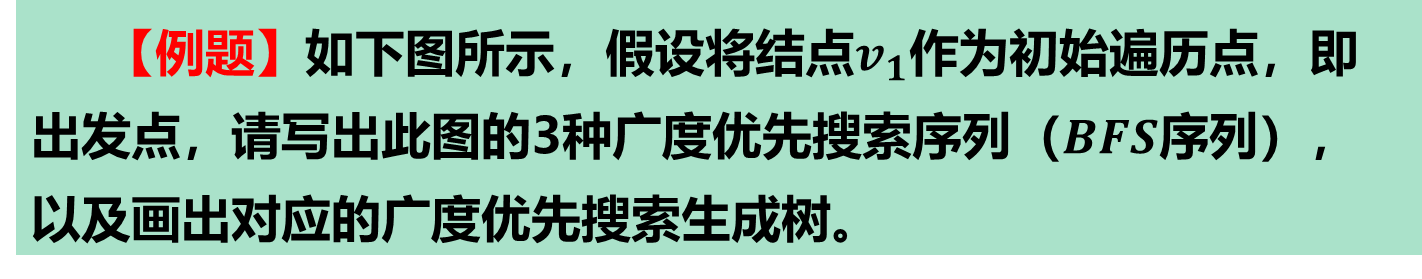 【例题】如下图所示，假设将结点𝒗₁作为初始遍历点，即
出发点，请写出此图的3种广度优先搜索序列（𝑩𝑭𝑺序列），
以及画出对应的广度优先搜索生成树。